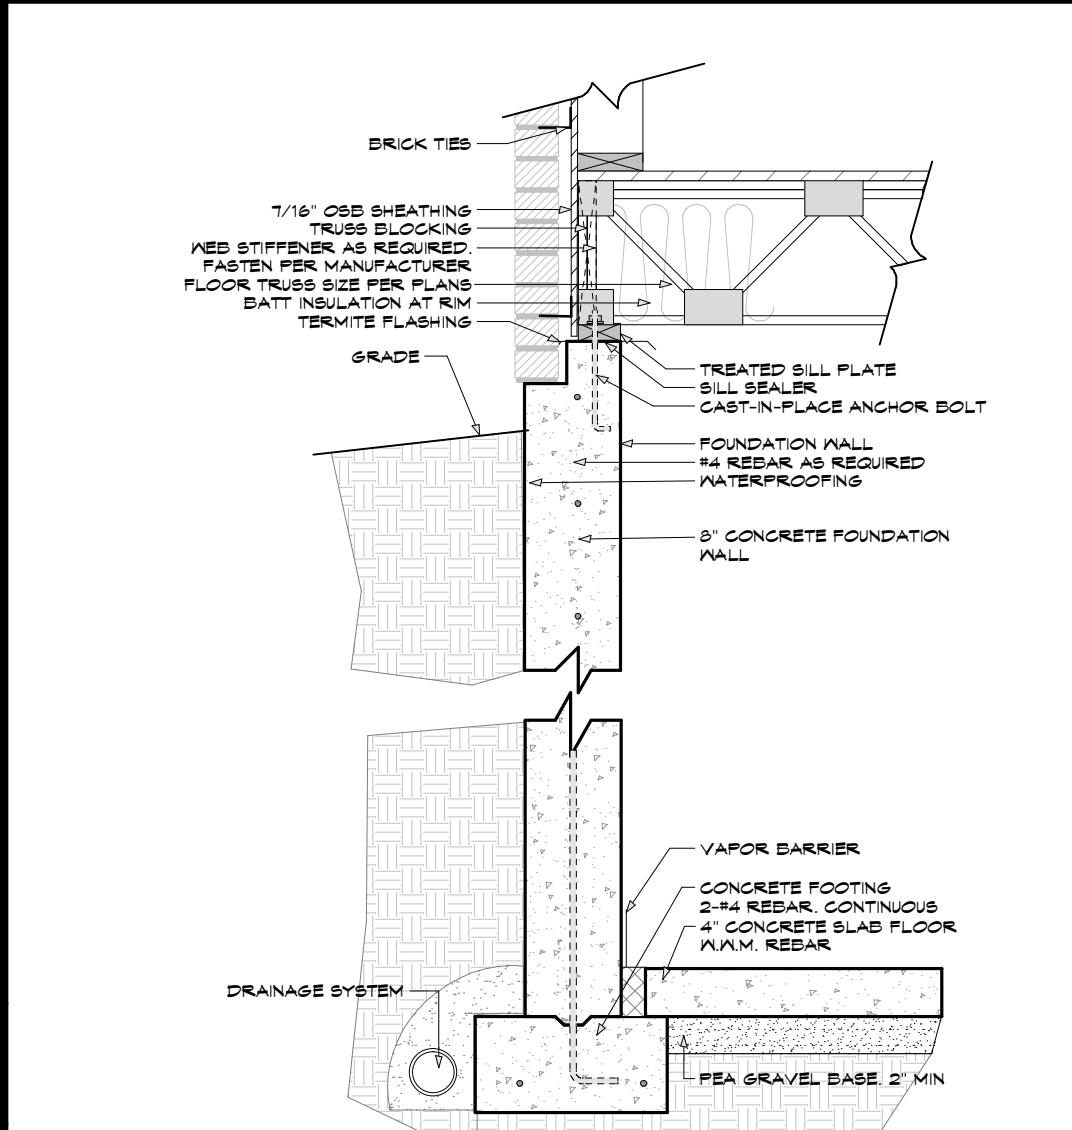 BRICK TIES
7/16" OSB SHEATHING
TRUSS BLOCKING
WEB STIFFENER AS REQUIRED.
FASTEN PER MANUFACTURER
FLOOR TRUSS SIZE PER PLANS
BATT INSULATION AT RIM
TERMITE FLASHING
GRADE
TREATED SILL PLATE
SILL SEALER
CAST-IN-PLACE ANCHOR BOLT
FOUNDATION WALL
#4 REBAR AS REQUIRED
WATERPROOFING
8" CONCRETE FOUNDATION
WALL
VAPOR BARRIER
CONCRETE FOOTING
2-#4 REBAR. CONTINUOUS
4" CONCRETE SLAB FLOOR
W.W.M. REBAR
DRAINAGE SYSTEM
PEA GRAVEL BASE. 2" MIN